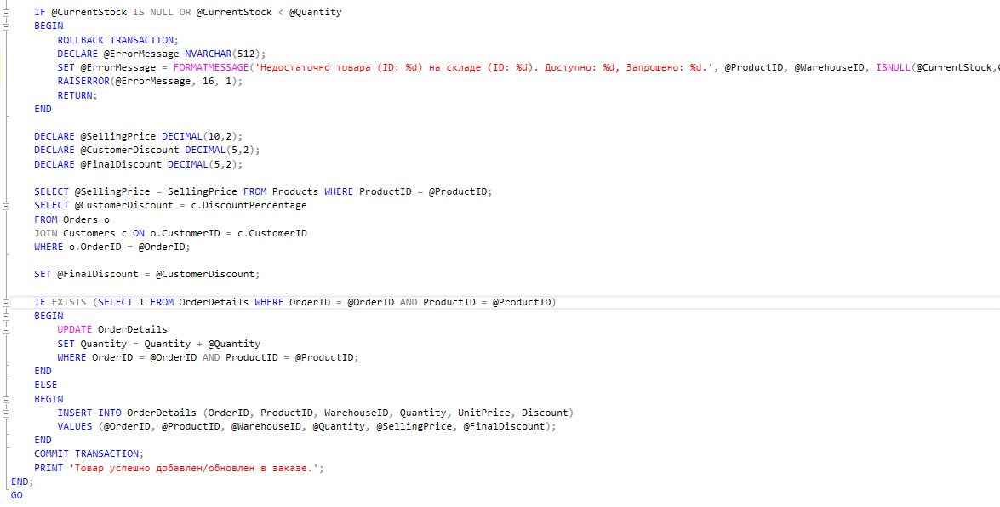 IF @CurrentStock IS NULL OR @CurrentStock < @Quantity
BEGIN
ROLLBACK TRANSACTION;
DECLARE @ErrorMessage NVARCHAR(512);
SET @ErrorMessage = FORMATMESSAGE('Недостаточно товара (ID: %d) на складе (ID: %d). Доступно: %d, Запрошено: %d.', @ProductID, @WarehouseID, ISNULL(@CurrentStock,
RAISERROR(@ErrorMessage, 16, 1);
RETURN;
END
DECLARE @SellingPrice DECIMAL(10,2);
DECLARE @CustomerDiscount DECIMAL(5,2);
DECLARE @FinalDiscount DECIMAL(5,2);
SELECT @SellingPrice = SellingPrice FROM Products WHERE ProductID = @ProductID;
SELECT @CustomerDiscount = c.DiscountPercentage
FROM Orders o
JOIN Customers c ON o.CustomerID = c.CustomerID
WHERE o.OrderID = @OrderID;
SET @FinalDiscount = @CustomerDiscount;
IF EXISTS (SELECT 1 FROM OrderDetails WHERE OrderID = @OrderID AND ProductID = @ProductID)
BEGIN
UPDATE OrderDetails
SET Quantity = Quantity + @Quantity
WHERE OrderID = @OrderID AND ProductID = @ProductID;
END
ELSE
BEGIN
INSERT INTO OrderDetails (OrderID, ProductID, WarehouseID, Quantity, UnitPrice, Discount)
VALUES (@OrderID, @ProductID, @WarehouseID, @Quantity, @SellingPrice, @FinalDiscount);
END
COMMIT TRANSACTION;
PRINT 'Товар успешно добавлен/обновлен в заказе.';
END;
GO